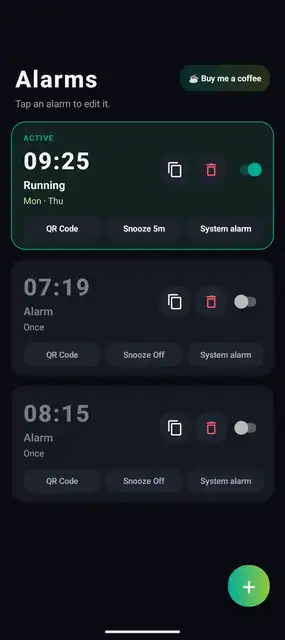 Alarms
☕ Buy me a coffee
Tap an alarm to edit it.
ACTIVE
09:25
Running
Mon · Thu
QR Code
Snooze 5m
System alarm
07:19
Alarm
Once
QR Code
Snooze Off
System alarm
08:15
Alarm
Once
QR Code
Snooze Off
System alarm
+